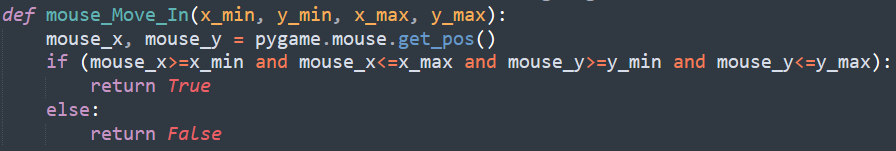 def mouse_Move_In(x_min, y_min, x_max, y_max):
    mouse_x, mouse_y = pygame.mouse.get_pos()
    if (mouse_x>=x_min and mouse_x<=x_max and mouse_y>=y_min and mouse_y<=y_max):
        return True
    else:
        return False